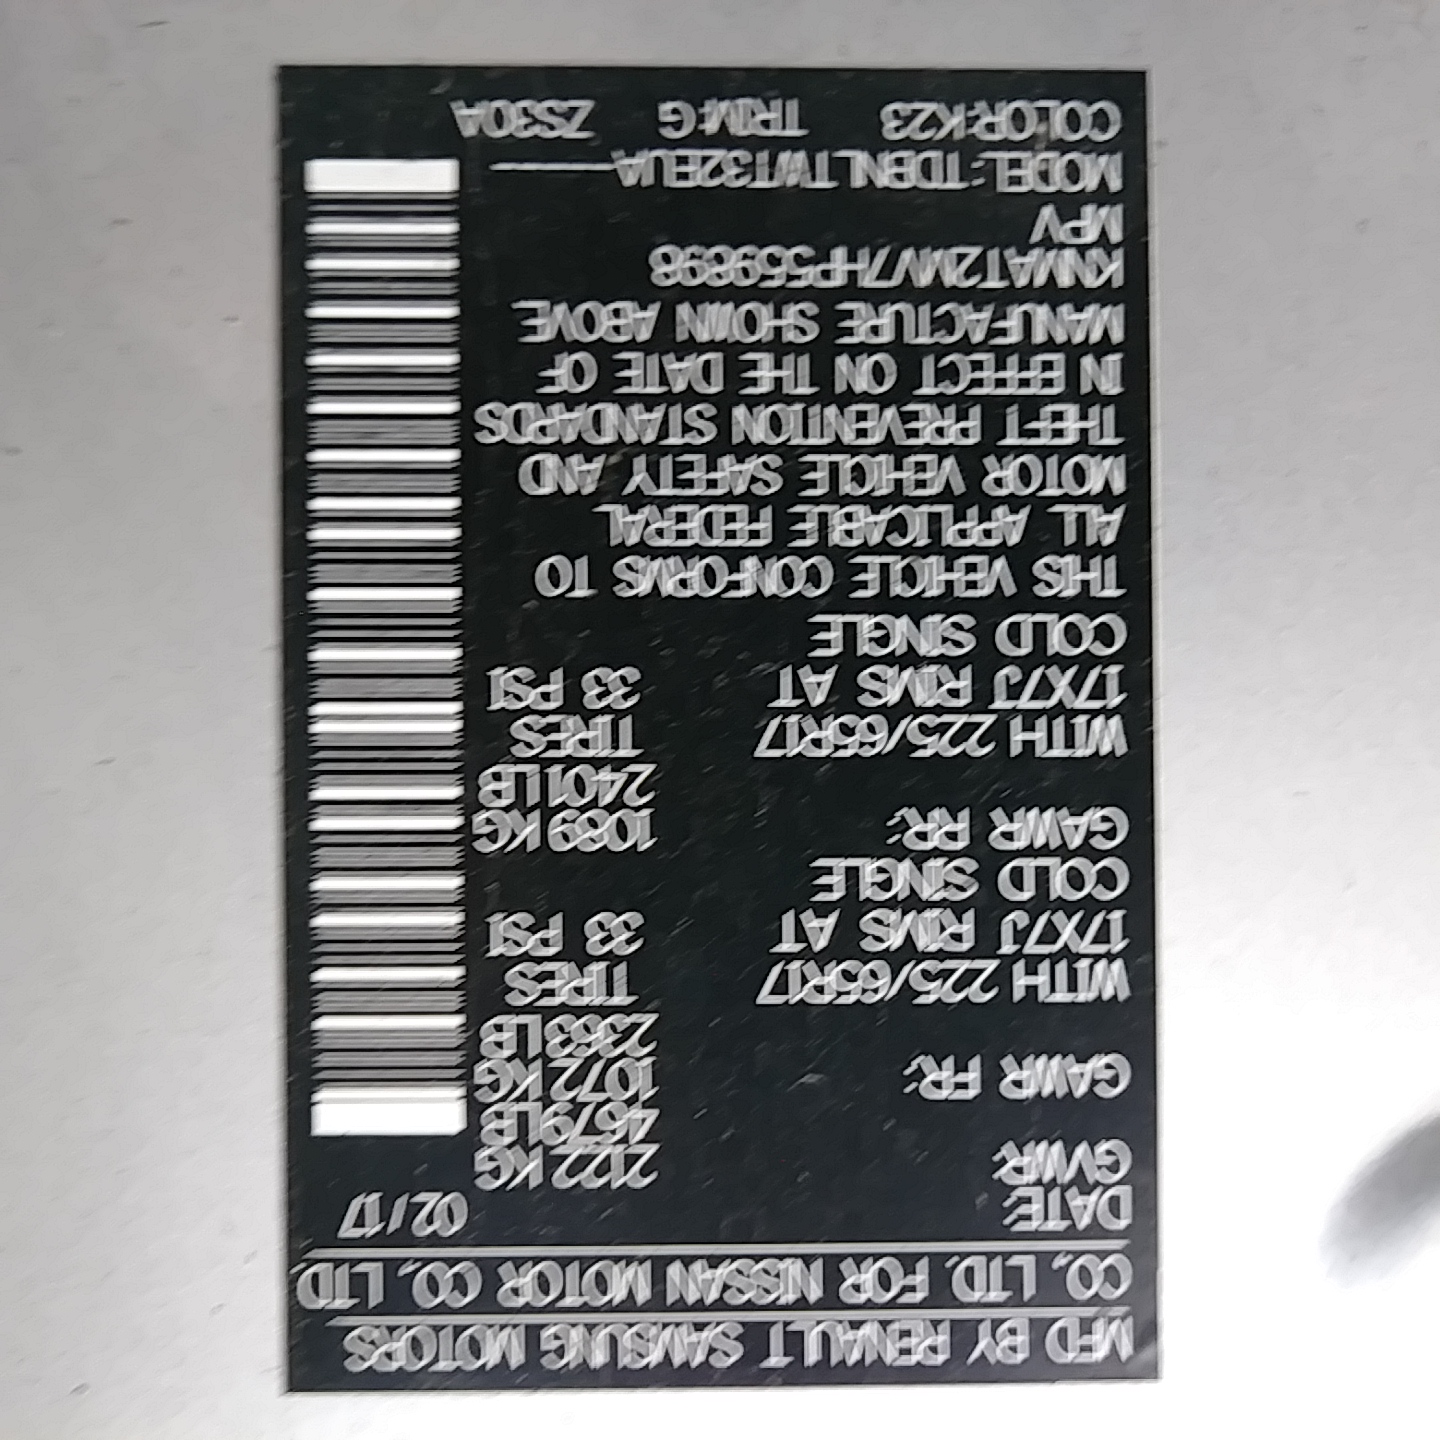 MFD BY RENAULT SAMSUNG MOTORS
CO., LTD. FOR NISSAN MOTOR CO., LTD.
DATE: 02/17
GVWR: 2122 KG
4679LB
GAWR FR: 1072 KG
2363LB
WITH 225/65R17 TIRES
17X7J RIMS AT 33 PSI
COLD SINGLE
GAWR RR: 1089 KG
2401LB
WITH 225/65R17 TIRES
17X7J RIMS AT 33 PSI
COLD SINGLE
THIS VEHICLE CONFORMS TO
ALL APPLICABLE FEDERAL
MOTOR VEHICLE SAFETY AND
THEFT PREVENTION STANDARDS
IN EFFECT ON THE DATE OF
MANUFACTURE SHOWN ABOVE
KNMAT2MV7HP559898
MPV
MODEL: TDBNLTWT32EUA-----
COLOR:K23 TRIM:G ZS30A